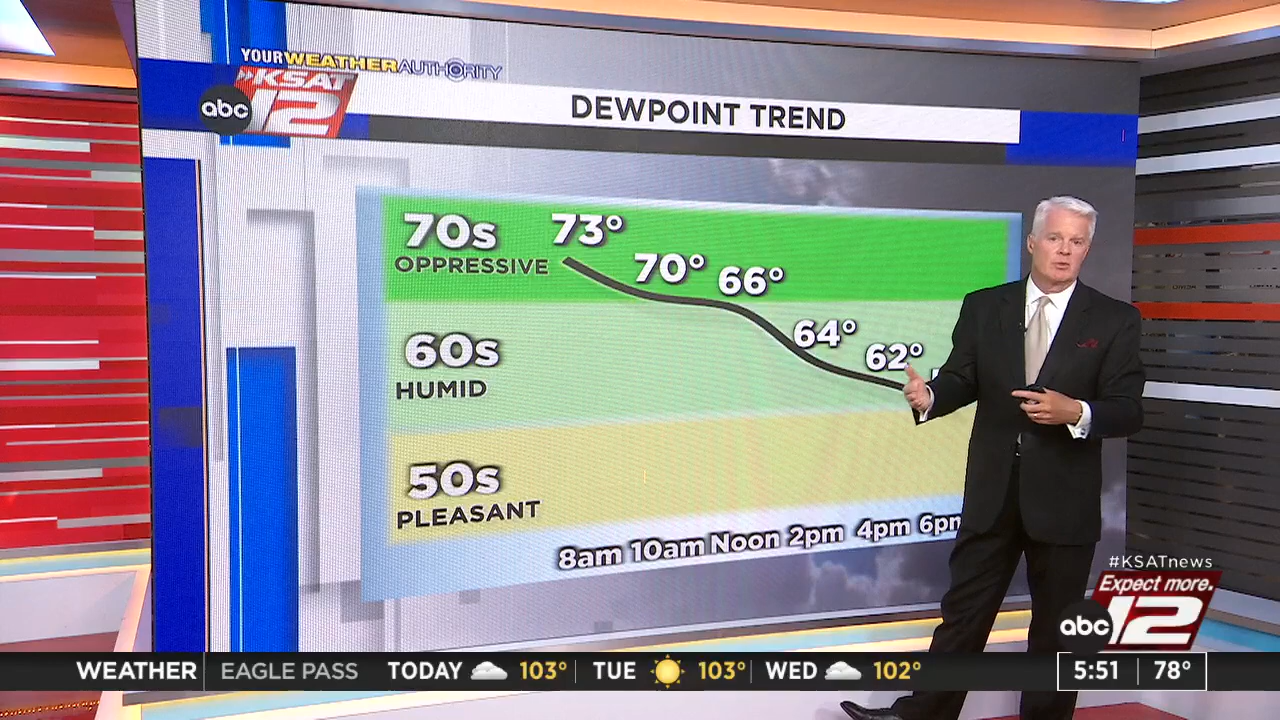 YOUR WEATHER AUTHORITY
KSAT
abc 12
DEWPOINT TREND
70s 73°
OPPRESSIVE 70° 66°
60s 64° 62°
HUMID
50s
PLEASANT
8am 10am Noon 2pm 4pm 6pm
#KSATnews
Expect more.
abc 12
WEATHER EAGLE PASS TODAY 103° TUE 103° WED 102° 5:51 78°